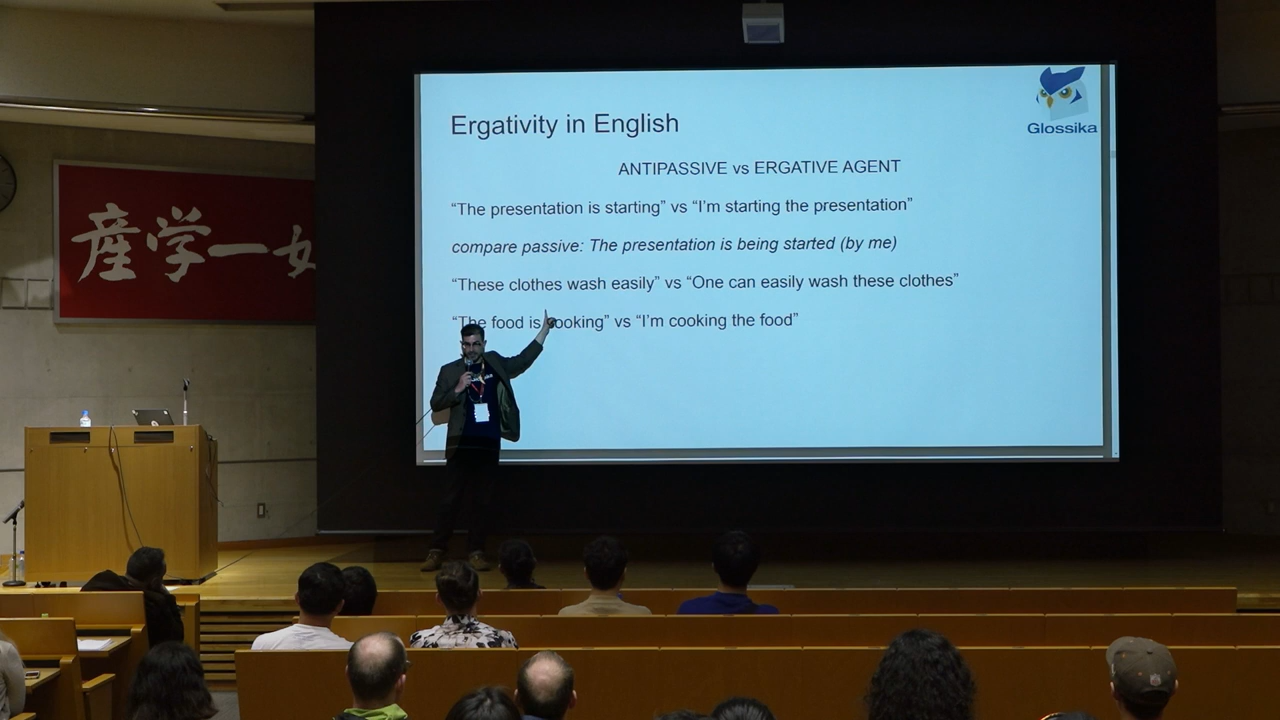 Ergativity in English
Glossika
ANTIPASSIVE vs ERGATIVE AGENT
“The presentation is starting” vs “I’m starting the presentation”
compare passive: The presentation is being started (by me)
“These clothes wash easily” vs “One can easily wash these clothes”
“The food is cooking” vs “I’m cooking the food”
産学一如